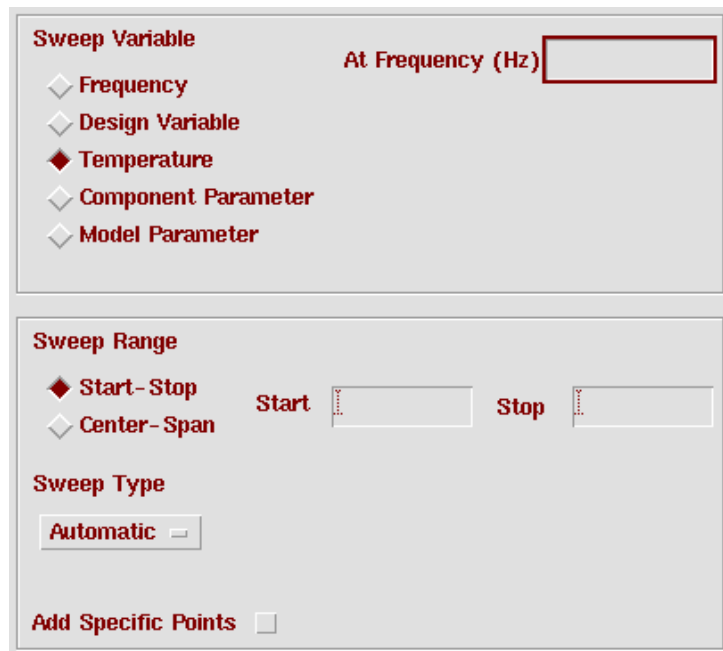 Sweep Variable
At Frequency (Hz)
Frequency
Design Variable
Temperature
Component Parameter
Model Parameter
Sweep Range
Start-Stop
Start
Stop
Center-Span
Sweep Type
Automatic
Add Specific Points